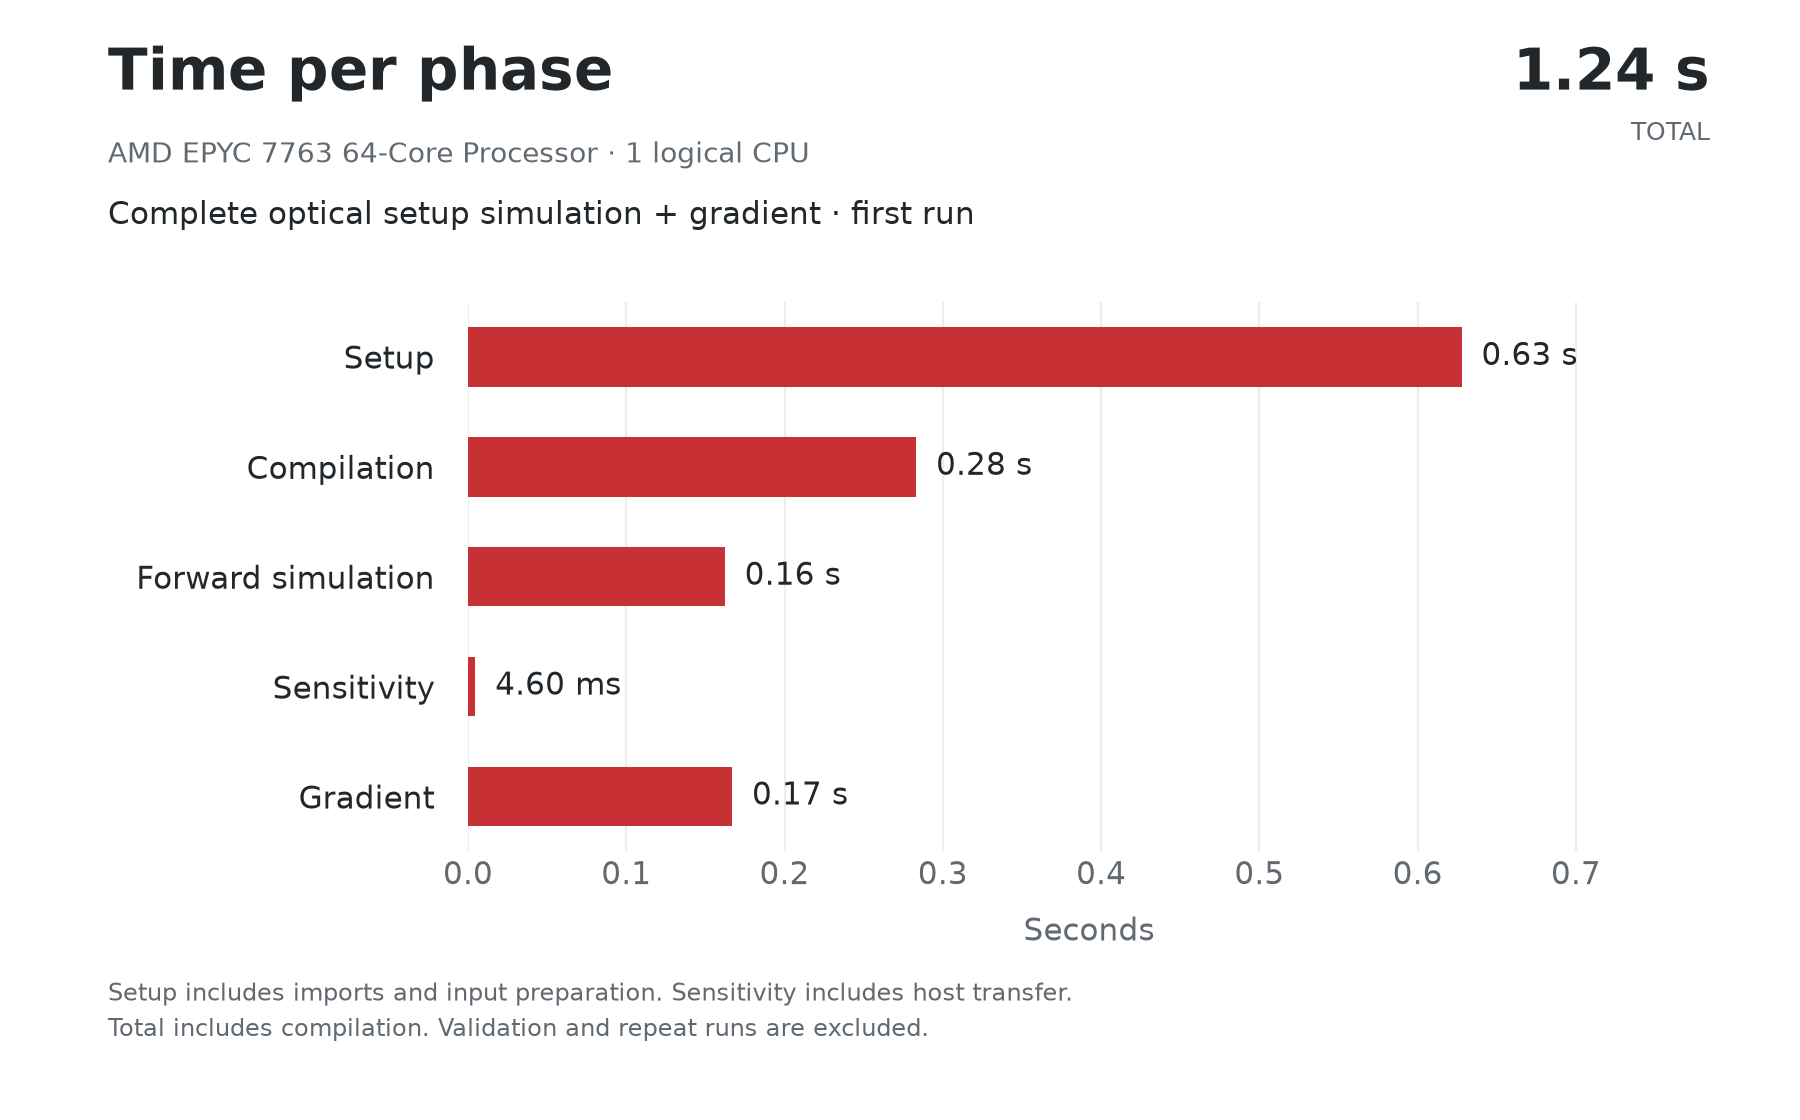 Time per phase
1.24 s
TOTAL
AMD EPYC 7763 64-Core Processor · 1 logical CPU
Complete optical setup simulation + gradient · first run
Setup
0.63 s
Compilation
0.28 s
Forward simulation
0.16 s
Sensitivity
4.60 ms
Gradient
0.17 s
0.0 0.1 0.2 0.3 0.4 0.5 0.6 0.7
Seconds
Setup includes imports and input preparation. Sensitivity includes host transfer.
Total includes compilation. Validation and repeat runs are excluded.